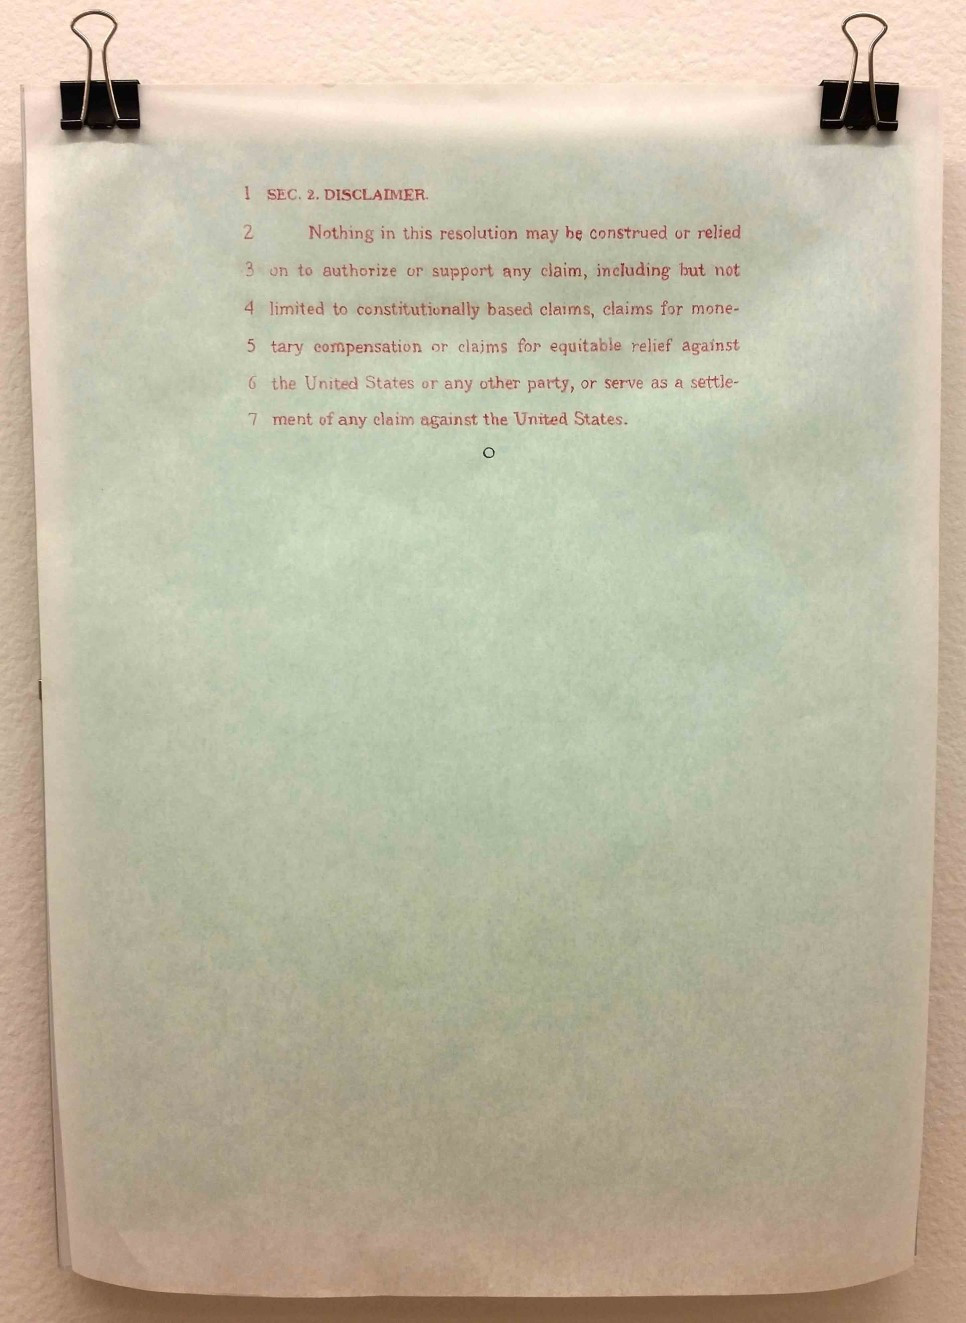 1 SEC. 2. DISCLAIMER.
2 Nothing in this resolution may be construed or relied
3 on to authorize or support any claim, including but not
4 limited to constitutionally based claims, claims for mone-
5 tary compensation or claims for equitable relief against
6 the United States or any other party, or serve as a settle-
7 ment of any claim against the United States.